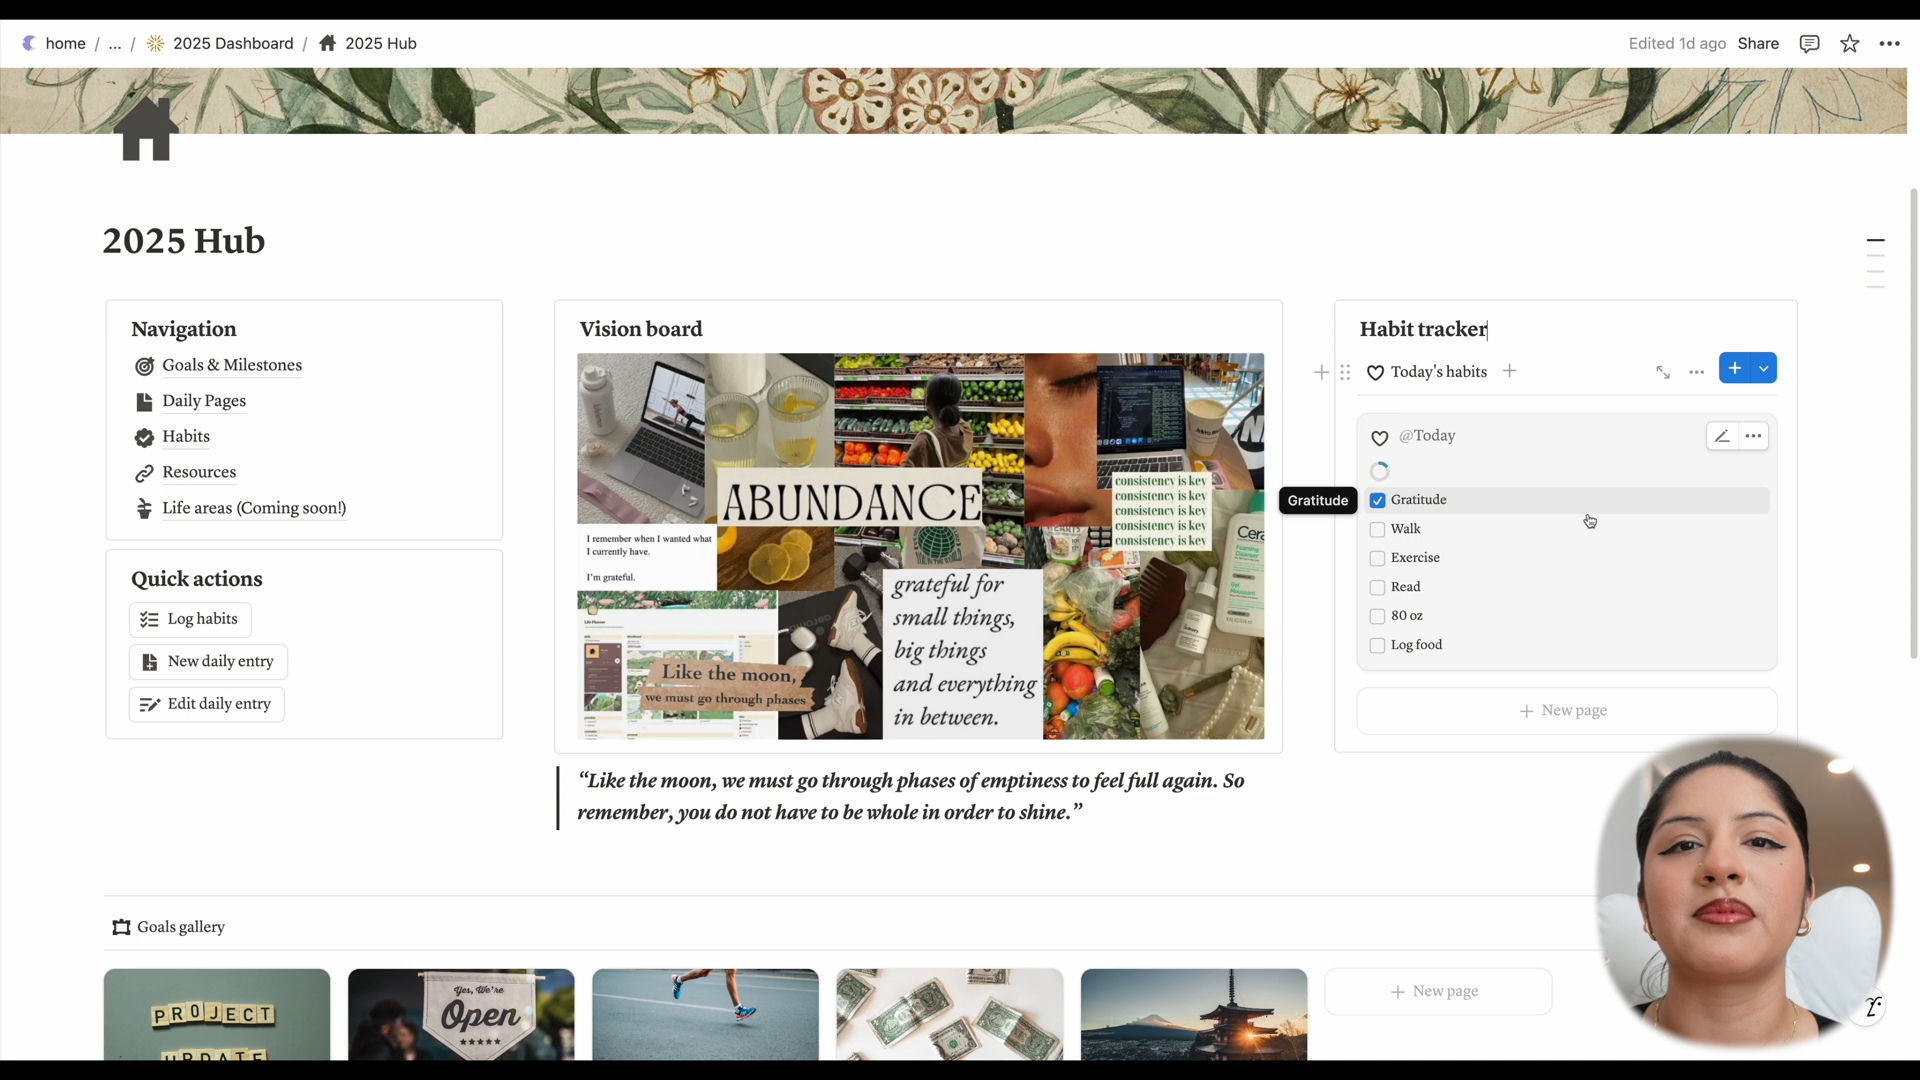 home / ... / 2025 Dashboard / 2025 Hub
Edited 1d ago Share
2025 Hub
Navigation
Goals & Milestones
Daily Pages
Habits
Resources
Life areas (Coming soon!)
Quick actions
Log habits
New daily entry
Edit daily entry
Vision board
ABUNDANCE
consistency is key
consistency is key
consistency is key
consistency is key
consistency is key
I remember when I wanted what
I currently have.
I'm grateful.
Like the moon,
we must go through phases
grateful for
small things,
big things
and everything
in between.
“Like the moon, we must go through phases of emptiness to feel full again. So
remember, you do not have to be whole in order to shine.”
Habit tracker
Today's habits
@Today
Gratitude
Gratitude
Walk
Exercise
Read
80 oz
Log food
New page
Goals gallery
PROJECT
UPDATE
Yes, We're
Open
New page